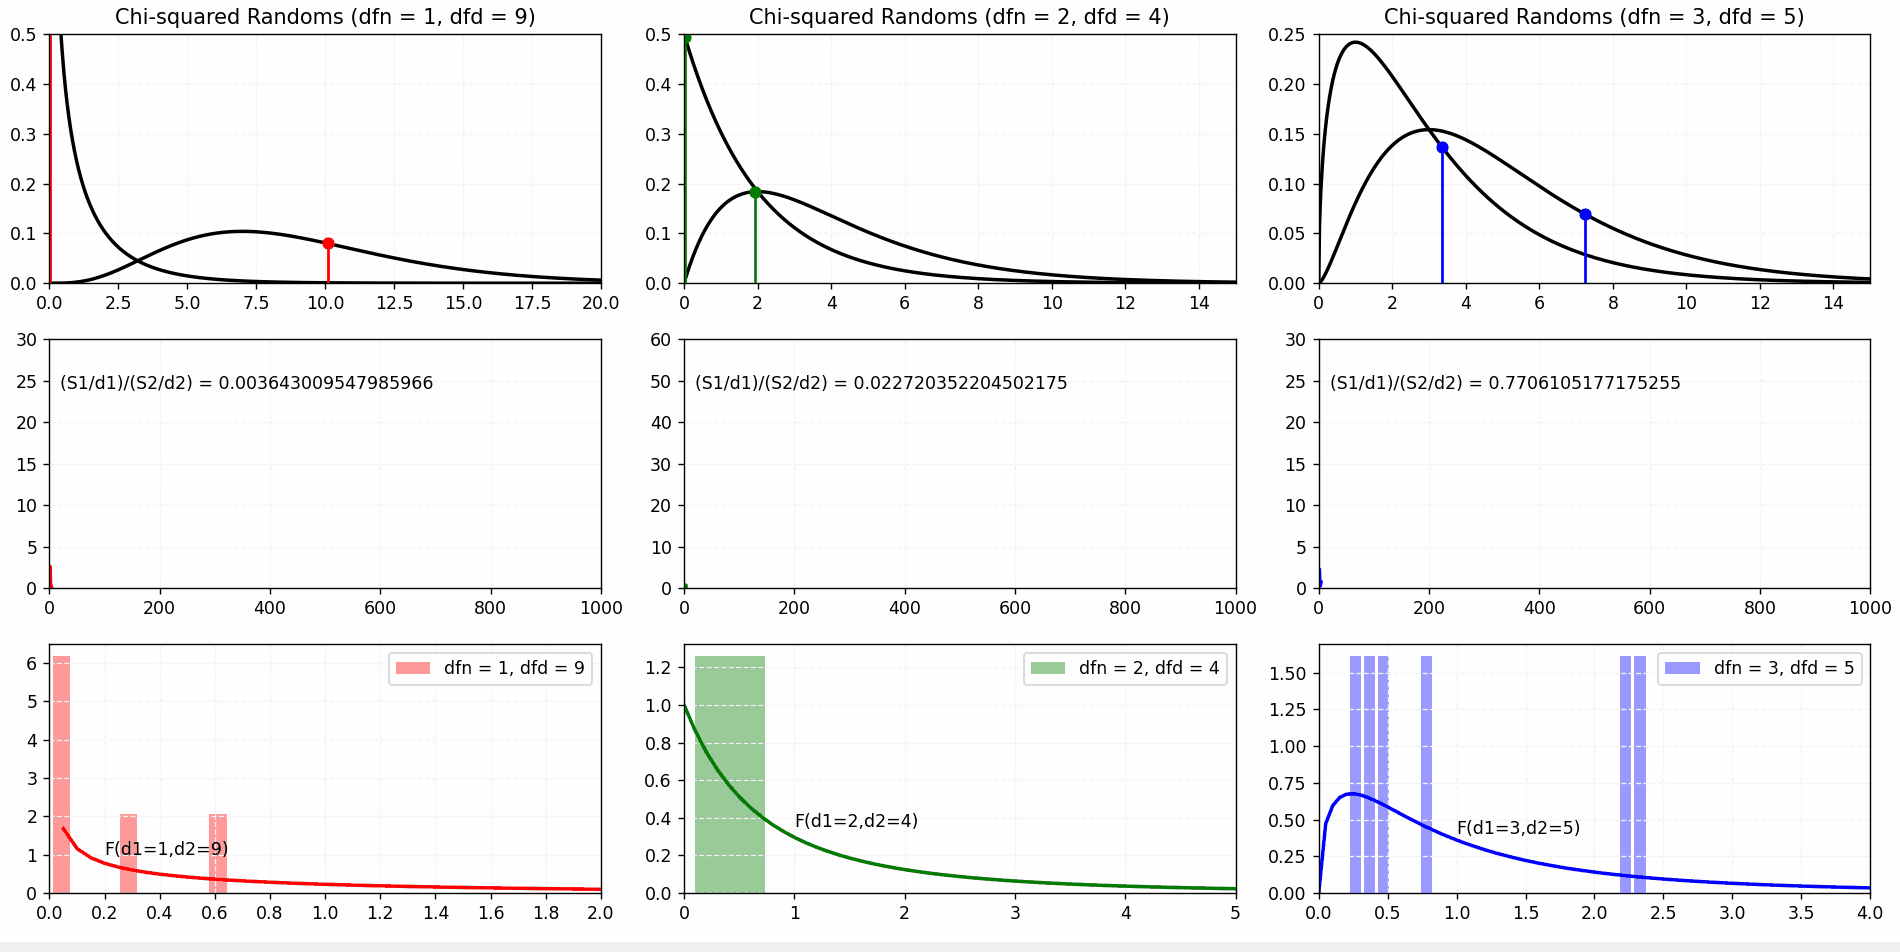 Chi-squared Randoms (dfn = 1, dfd = 9)
0.5
0.4
0.3
0.2
0.1
0.0
0.0 2.5 5.0 7.5 10.0 12.5 15.0 17.5 20.0
Chi-squared Randoms (dfn = 2, dfd = 4)
0.5
0.4
0.3
0.2
0.1
0.0
0 2 4 6 8 10 12 14
Chi-squared Randoms (dfn = 3, dfd = 5)
0.25
0.20
0.15
0.10
0.05
0.00
0 2 4 6 8 10 12 14
30
25
(S1/d1)/(S2/d2) = 0.003643009547985966
20
15
10
5
0
0 200 400 600 800 1000
60
50
(S1/d1)/(S2/d2) = 0.022720352204502175
40
30
20
10
0
0 200 400 600 800 1000
30
25
(S1/d1)/(S2/d2) = 0.7706105177175255
20
15
10
5
0
0 200 400 600 800 1000
dfn = 1, dfd = 9
6
5
4
3
2
F(d1=1,d2=9)
1
0
0.0 0.2 0.4 0.6 0.8 1.0 1.2 1.4 1.6 1.8 2.0
dfn = 2, dfd = 4
1.2
1.0
0.8
0.6
0.4
F(d1=2,d2=4)
0.2
0.0
0 1 2 3 4 5
dfn = 3, dfd = 5
1.50
1.25
1.00
0.75
0.50
F(d1=3,d2=5)
0.25
0.00
0.0 0.5 1.0 1.5 2.0 2.5 3.0 3.5 4.0